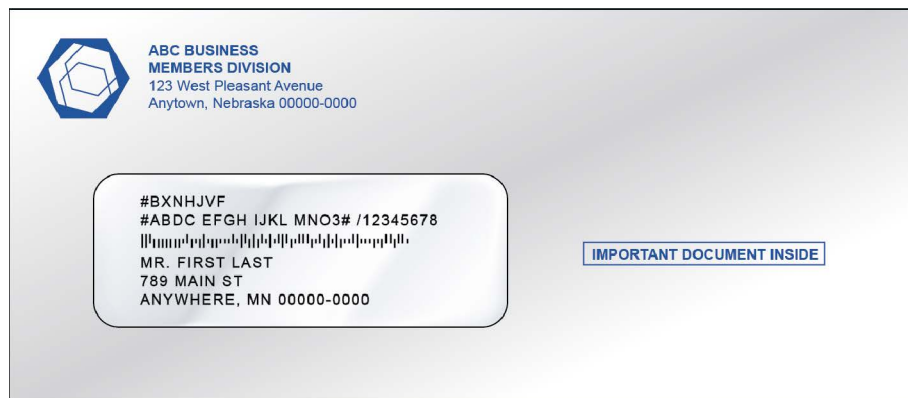 ABC BUSINESS
MEMBERS DIVISION
123 West Pleasant Avenue
Anytown, Nebraska 00000-0000
#BXNHJVF
#ABDC EFGH IJKL MNO3# /12345678
MR. FIRST LAST
789 MAIN ST
ANYWHERE, MN 00000-0000
IMPORTANT DOCUMENT INSIDE